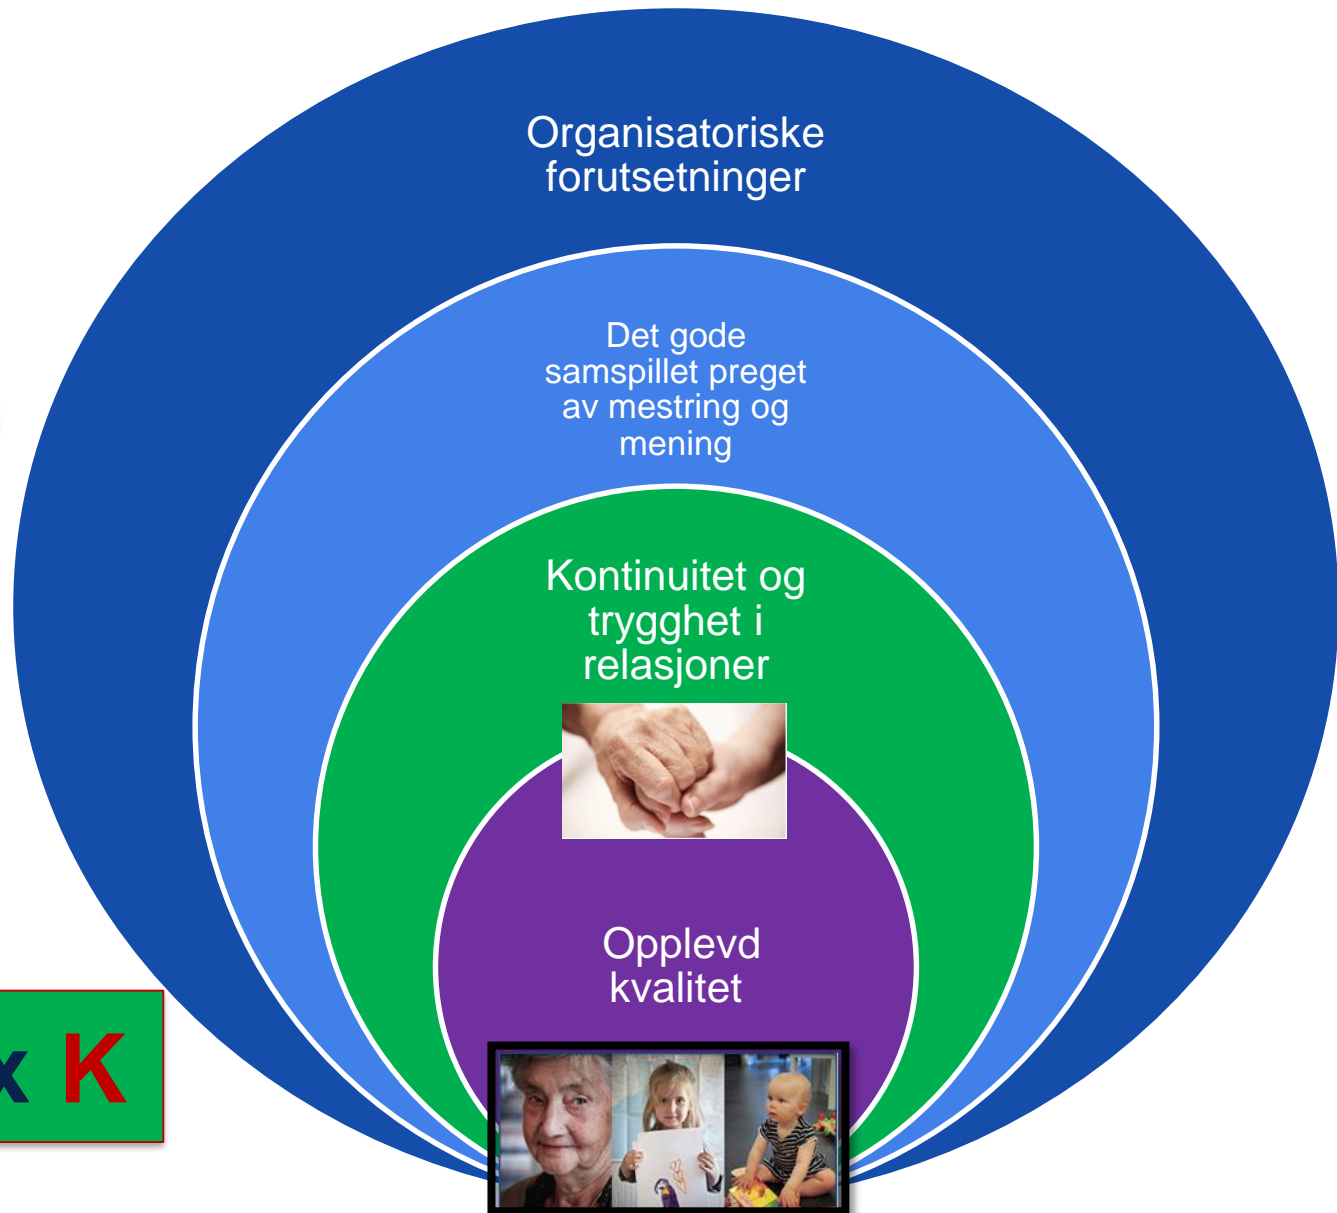 Organisatoriske
forutsetninger
Det gode
samspillet preget
av mestring og
mening
Kontinuitet og
trygghet i
relasjoner
Opplevd
kvalitet
x K